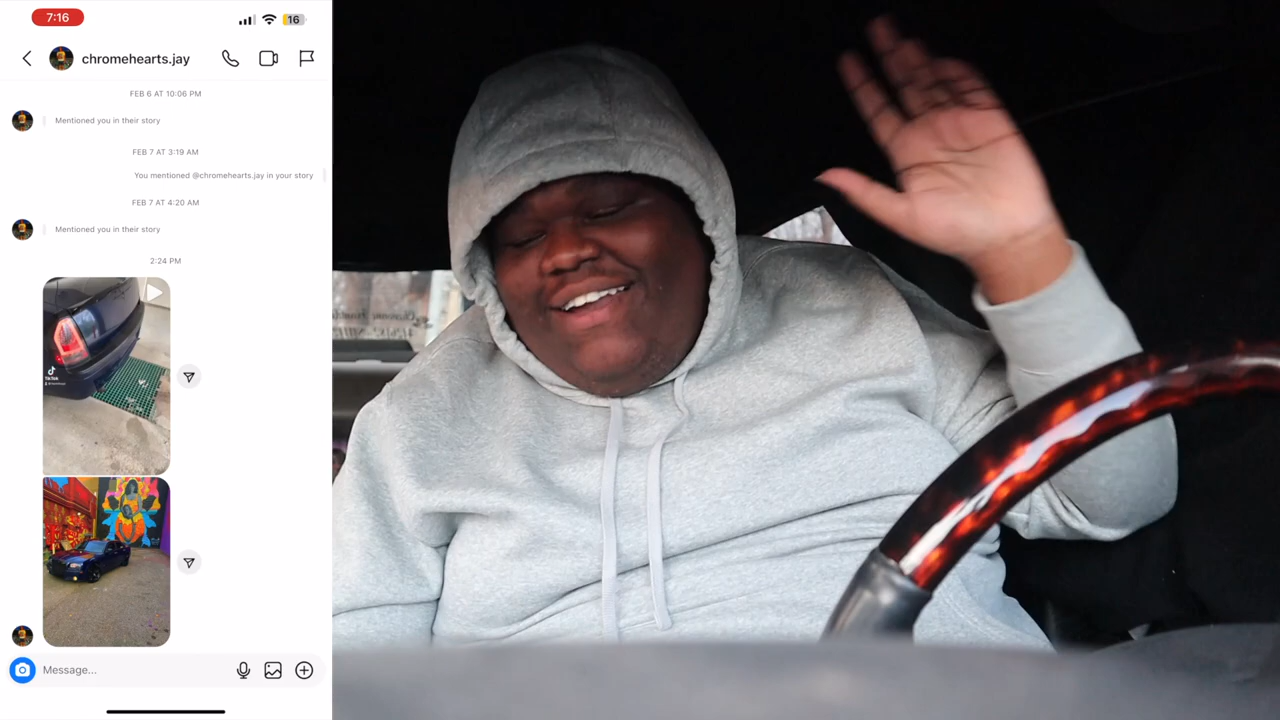 7:16
16
chromehearts.jay
FEB 6 AT 10:06 PM
Mentioned you in their story
FEB 7 AT 3:19 AM
You mentioned @chromehearts.jay in your story
FEB 7 AT 4:20 AM
Mentioned you in their story
2:24 PM
TikTok
Message...